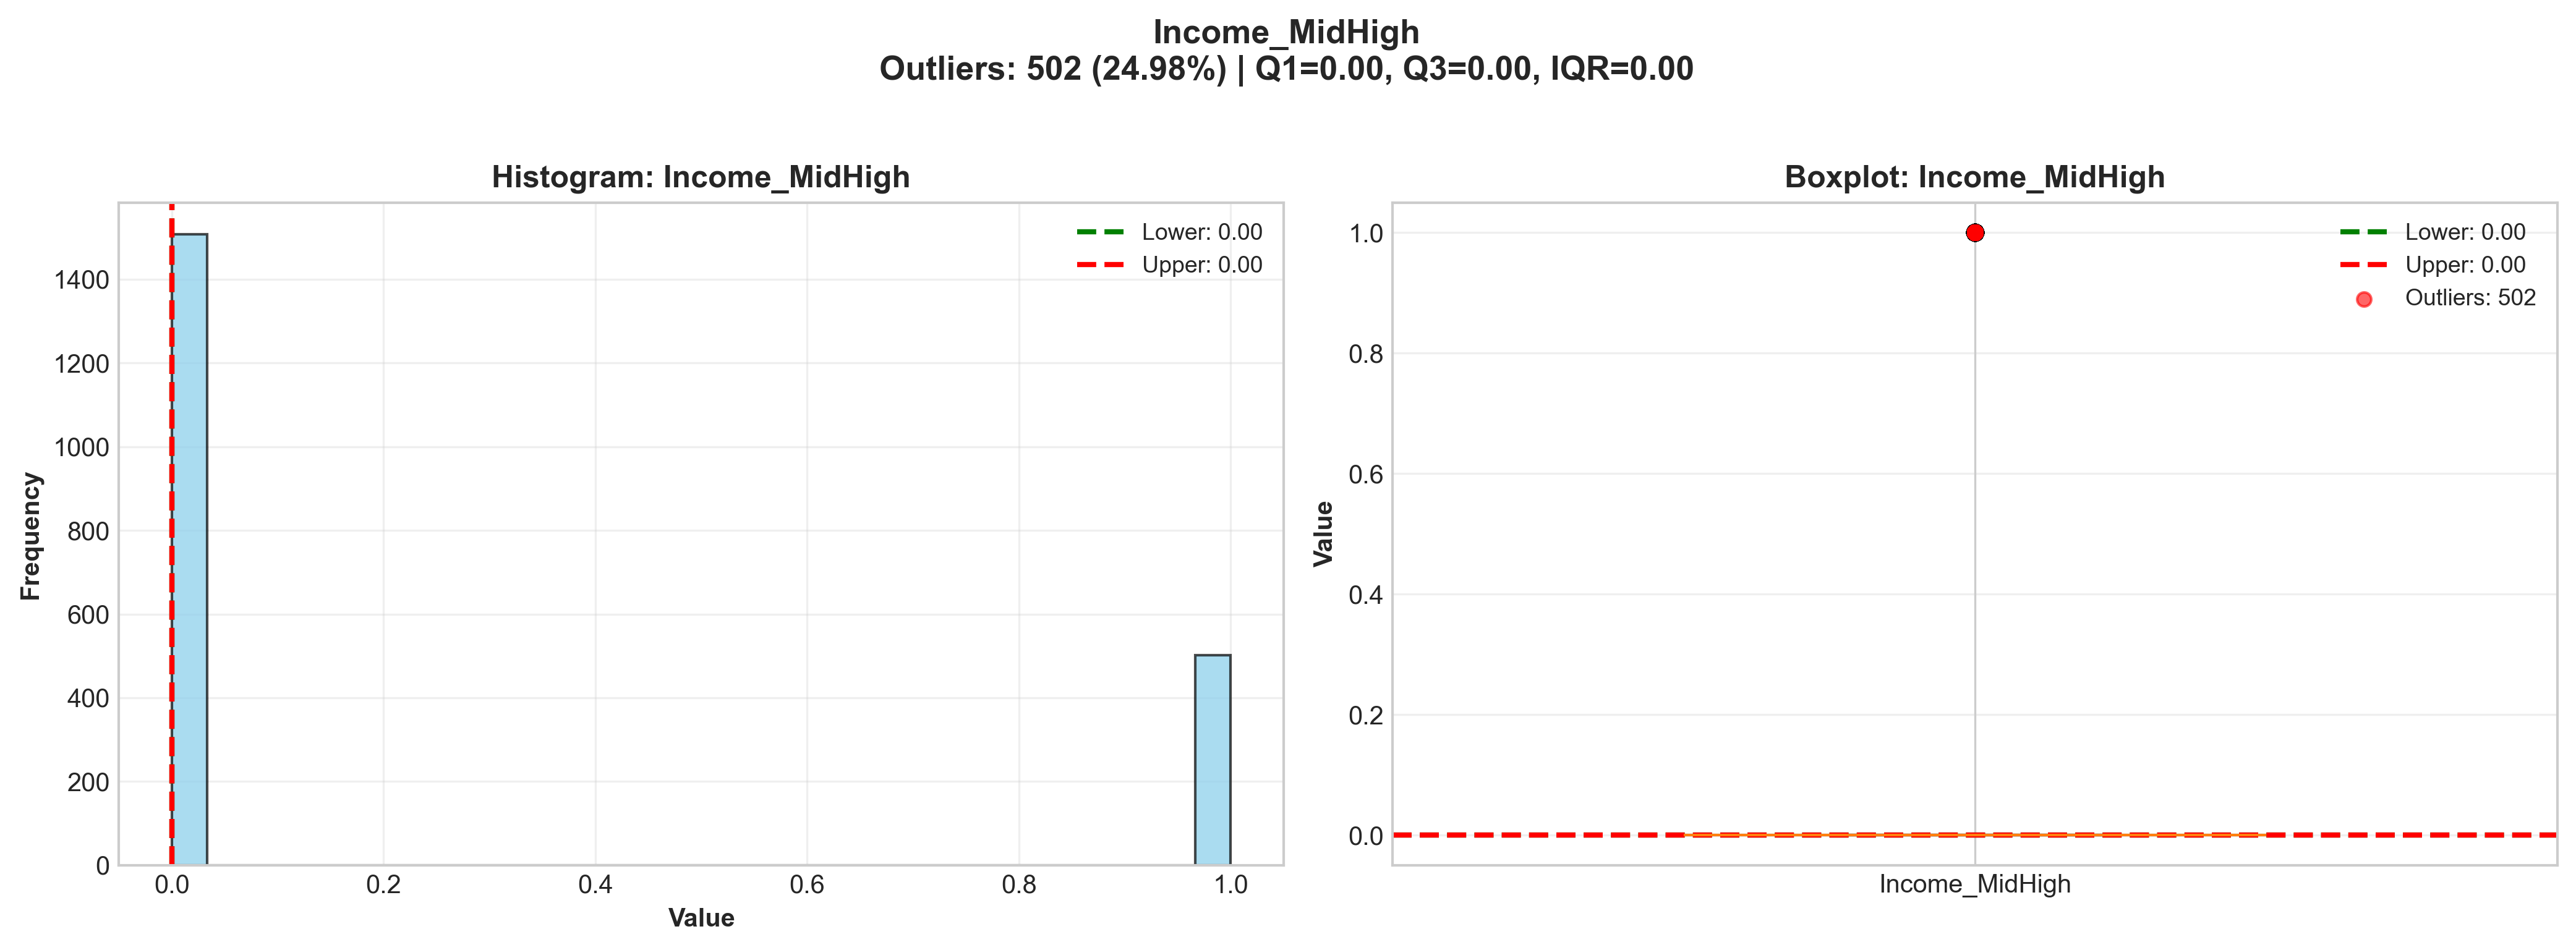 Income_MidHigh
Outliers: 502 (24.98%) | Q1=0.00, Q3=0.00, IQR=0.00
Histogram: Income_MidHigh
Lower: 0.00
Upper: 0.00
1400
1200
1000
800
600
400
200
0
0.0
0.2
0.4
0.6
0.8
1.0
Frequency
Value
Boxplot: Income_MidHigh
Lower: 0.00
Upper: 0.00
Outliers: 502
1.0
0.8
0.6
0.4
0.2
0.0
Value
Income_MidHigh